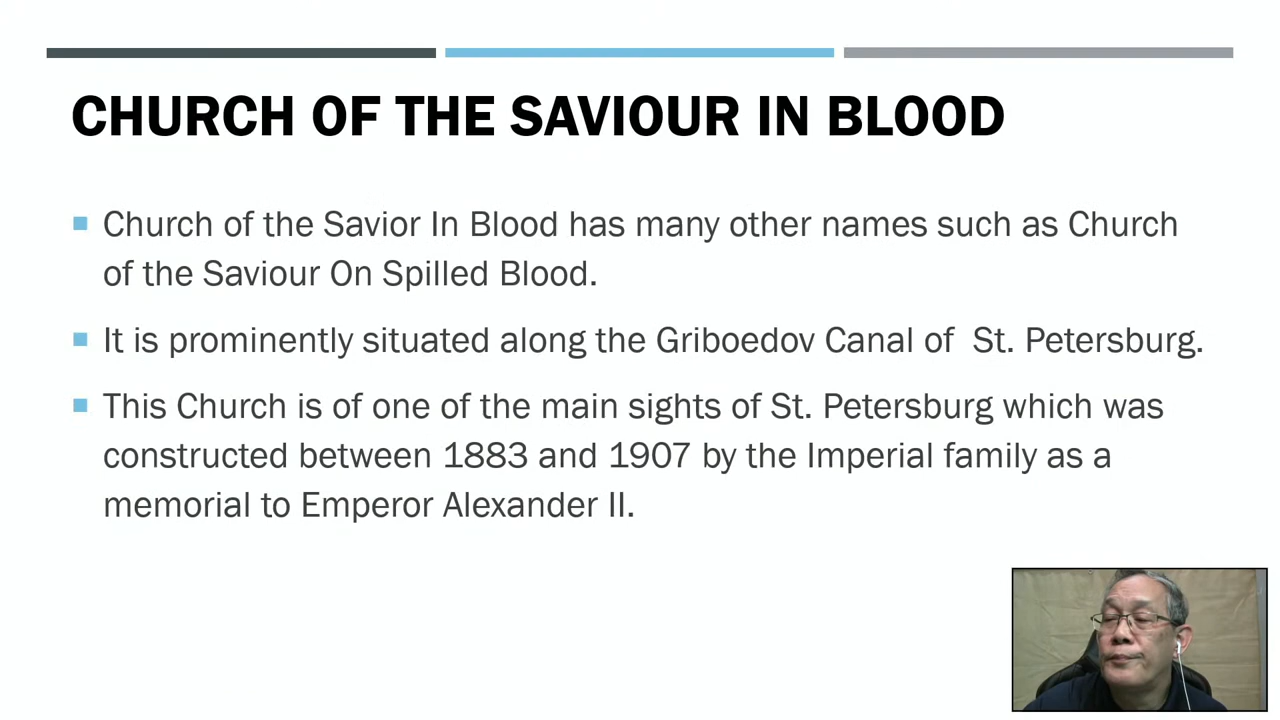 CHURCH OF THE SAVIOUR IN BLOOD
Church of the Savior In Blood has many other names such as Church
of the Saviour On Spilled Blood.
It is prominently situated along the Griboedov Canal of  St. Petersburg.
This Church is of one of the main sights of St. Petersburg which was
constructed between 1883 and 1907 by the Imperial family as a
memorial to Emperor Alexander II.